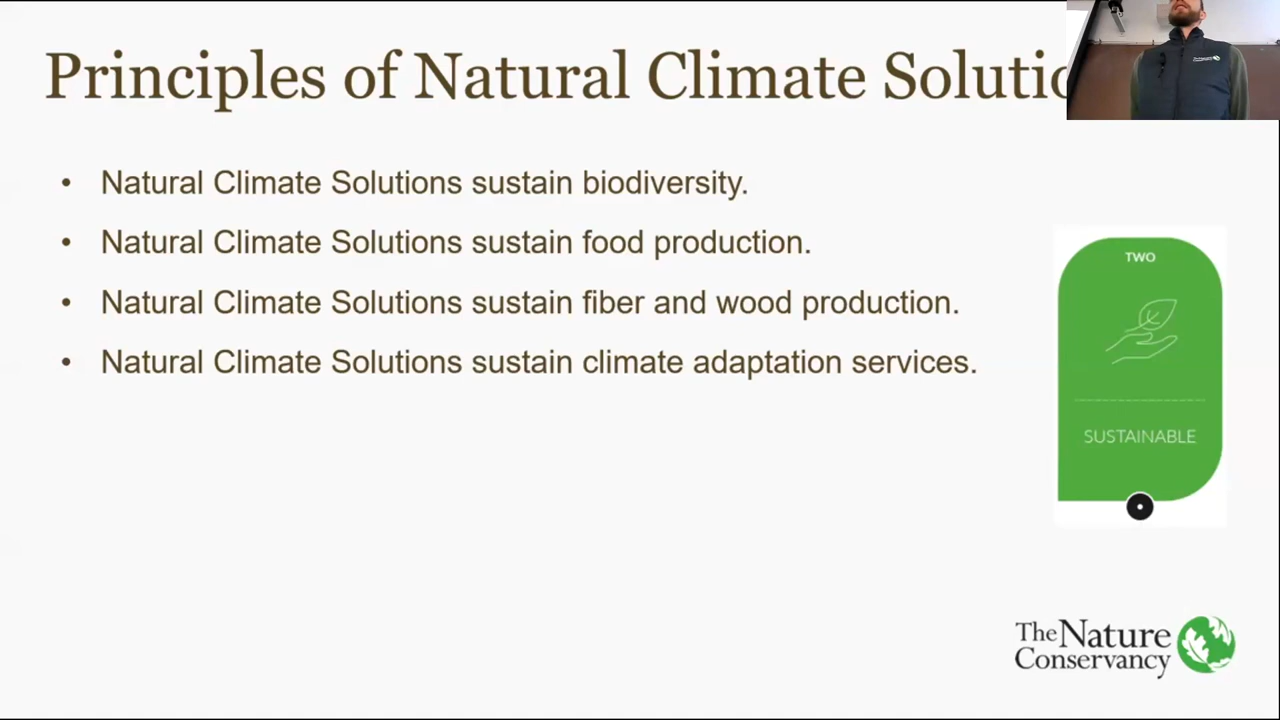 Principles of Natural Climate Solutio
• Natural Climate Solutions sustain biodiversity.
• Natural Climate Solutions sustain food production.
• Natural Climate Solutions sustain fiber and wood production.
• Natural Climate Solutions sustain climate adaptation services.
TWO
SUSTAINABLE
The Nature
Conservancy